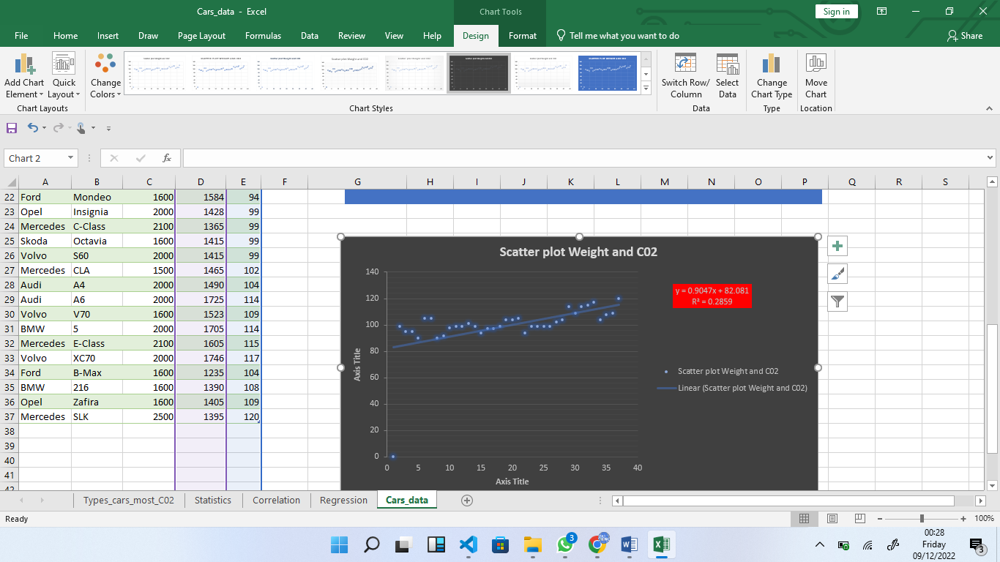 Cars_data - Excel
Chart Tools
Sign in
File Home Insert Draw Page Layout Formulas Data Review View Help Design Format Tell me what you want to do Share
Add Chart Element
Quick Layout
Change Colors
Switch Row/ Column
Select Data
Change Chart Type
Move Chart
Chart Layouts Chart Styles Data Type Location
Chart 2
fx
A B C D E F G H I J K L M N O P Q R S
22 Ford Mondeo 1600 1584 94
23 Opel Insignia 2000 1428 99
24 Mercedes C-Class 2100 1365 99
25 Skoda Octavia 1600 1415 99
26 Volvo S60 2000 1415 99
27 Mercedes CLA 1500 1465 102
28 Audi A4 2000 1490 104
29 Audi A6 2000 1725 114
30 Volvo V70 1600 1523 109
31 BMW 5 2000 1705 114
32 Mercedes E-Class 2100 1605 115
33 Volvo XC70 2000 1746 117
34 Ford B-Max 1600 1235 104
35 BMW 216 1600 1390 108
36 Opel Zafira 1600 1405 109
37 Mercedes SLK 2500 1395 120
38
39
40
41
42
Scatter plot Weight and C02
y = 0.9047x + 82.081
R² = 0.2859
140
120
100
80
60
40
20
0
Axis Title
0 5 10 15 20 25 30 35 40
Axis Title
Scatter plot Weight and C02
Linear (Scatter plot Weight and C02)
Types_cars_most_C02 Statistics Correlation Regression Cars_data
Ready
100%
3
00:28
Friday
09/12/2022
3